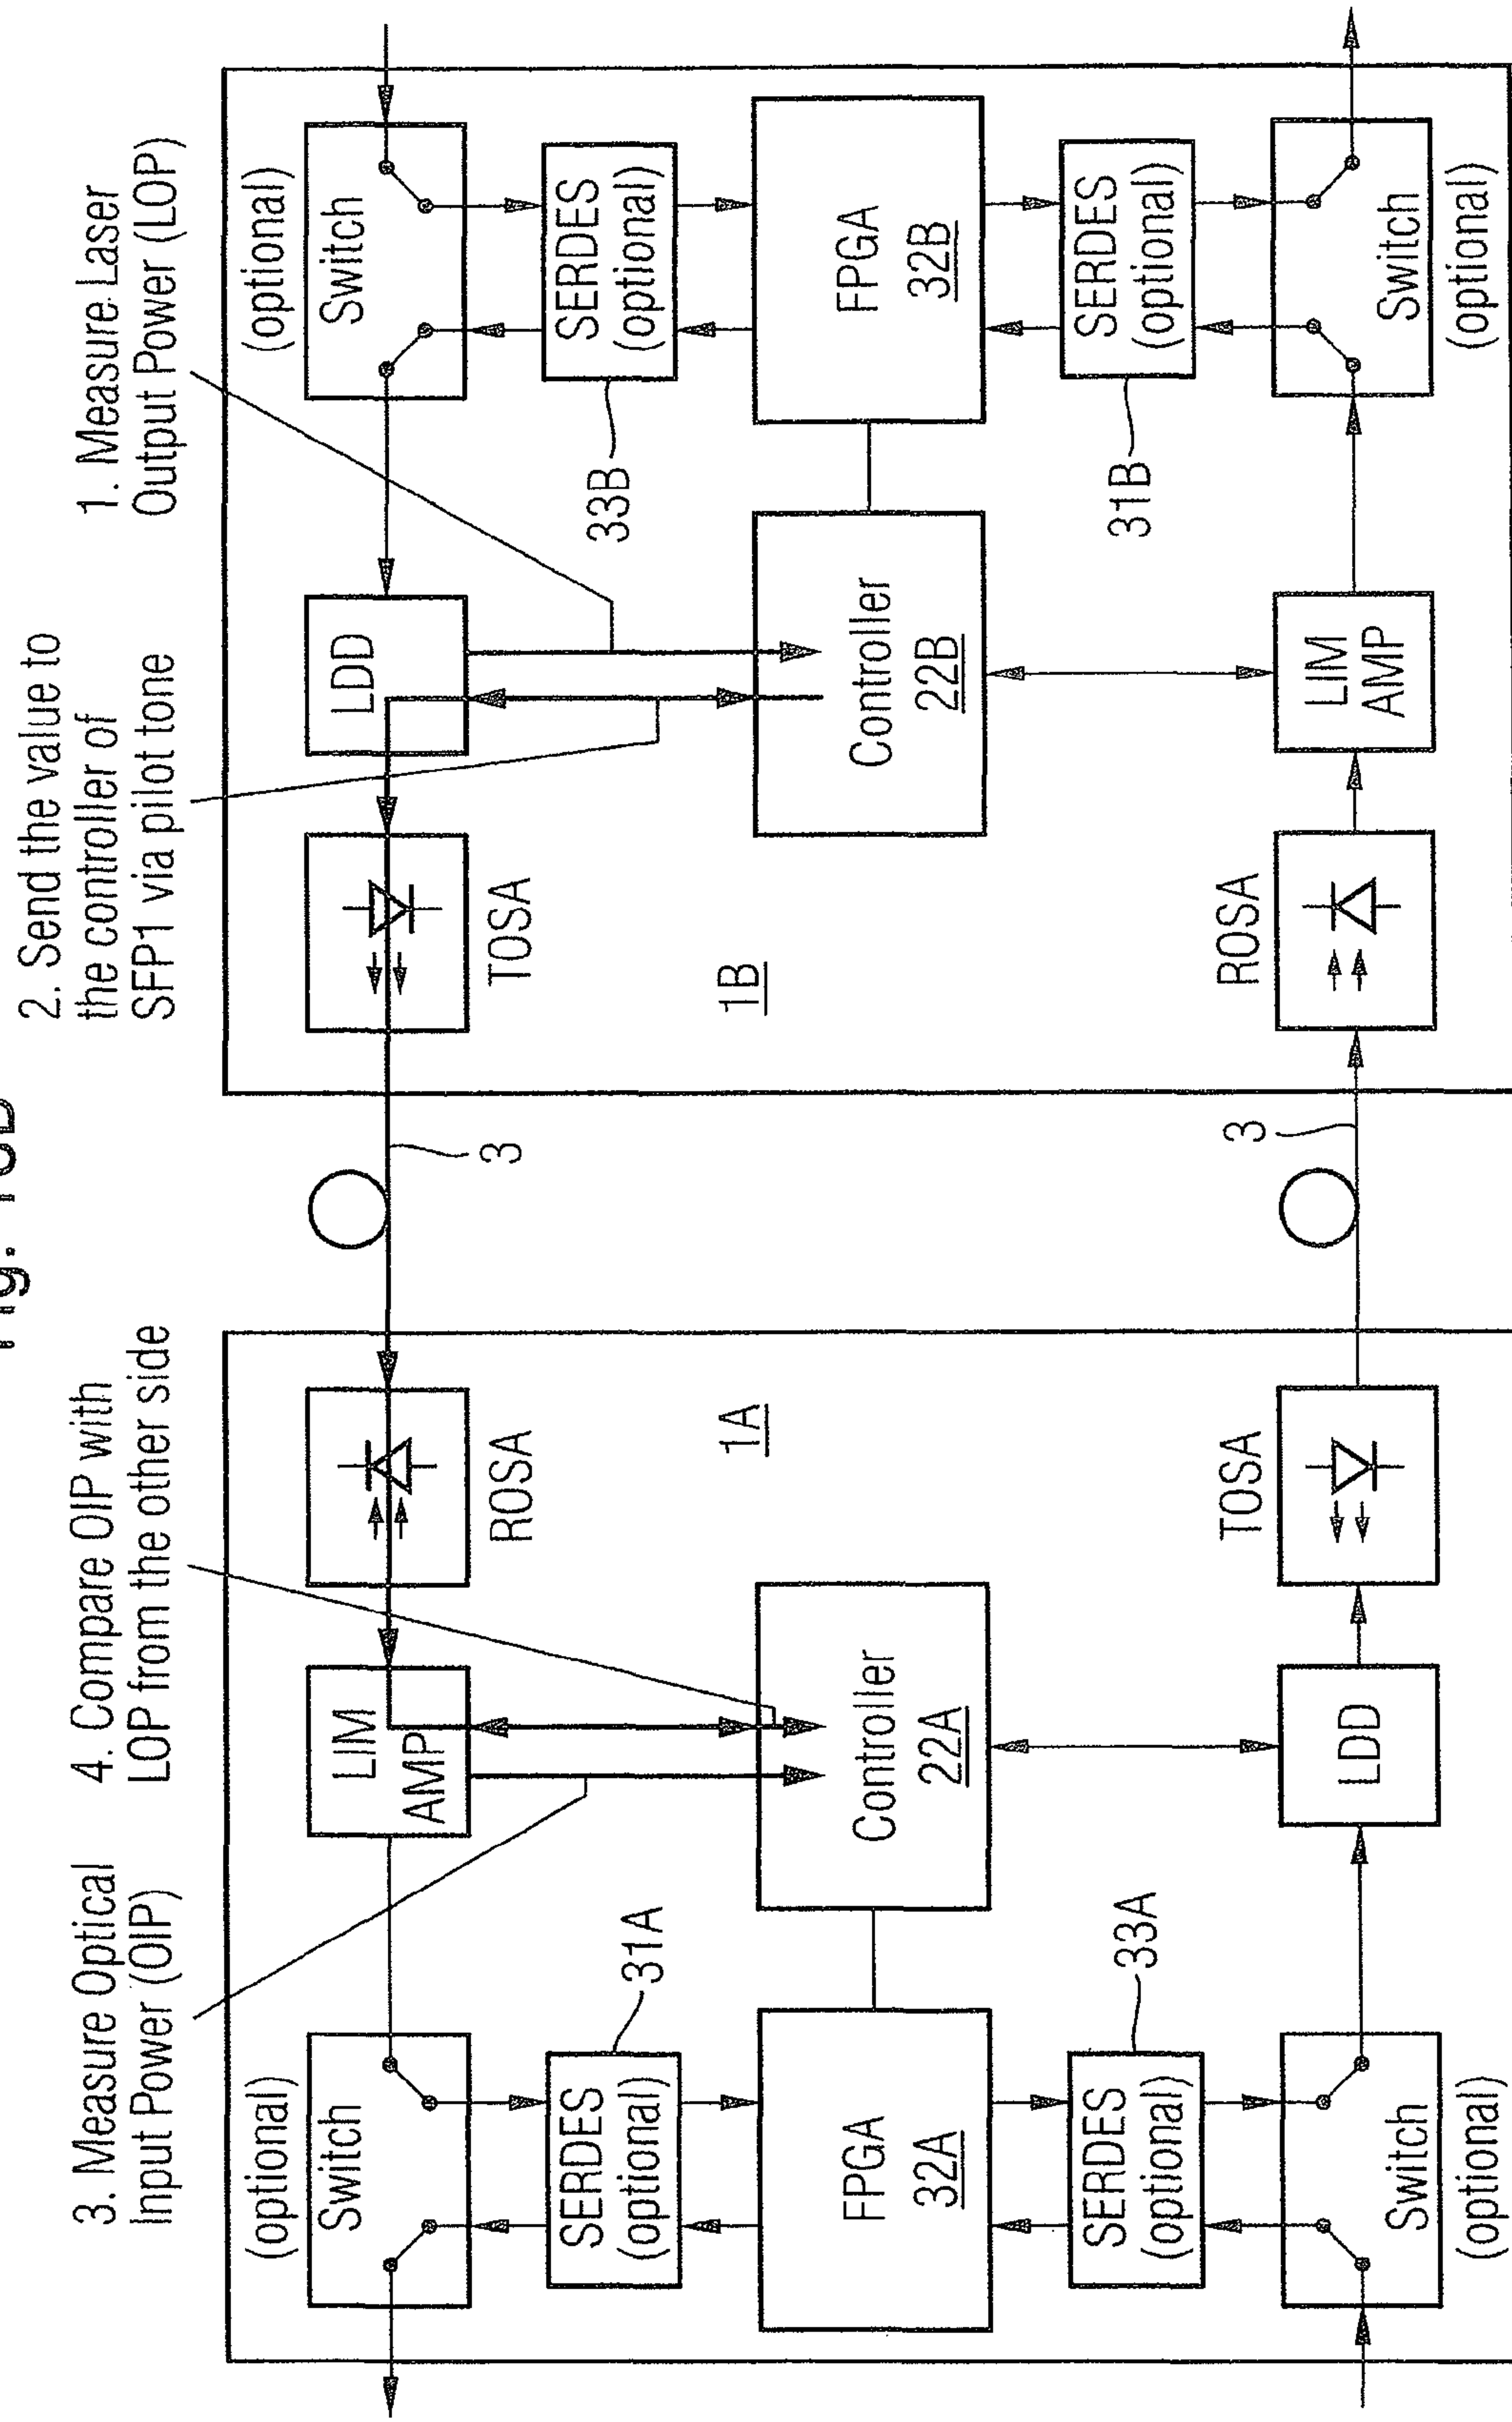 3. Measure Optical
Input Power (OIP)
4. Compare OIP with
LOP from the other side
2. Send the value to
the controller of
SFP1 via pilot tone
1. Measure Laser
Output Power (LOP)
(optional)
Switch
LIM
AMP
ROSA
3
TOSA
LDD
(optional)
Switch
SERDES
(optional)
31A
33B
SERDES
(optional)
FPGA
32A
Controller
22A
1A
1B
Controller
22B
FPGA
32B
SERDES
(optional)
33A
31B
SERDES
(optional)
Switch
(optional)
LDD
TOSA
3
ROSA
LIM
AMP
Switch
(optional)